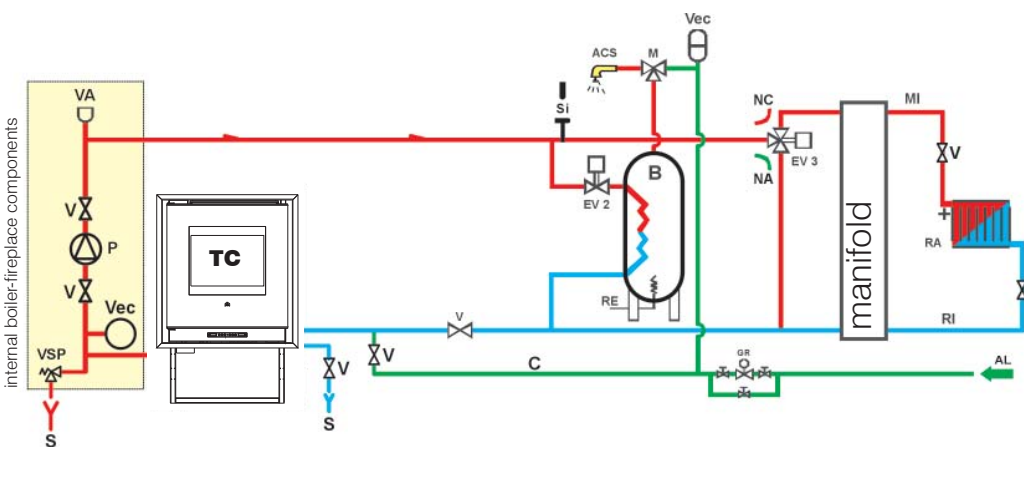 Vec
ACS
M
VA
Si
NC
MI
EV 3
V
B
NA
EV 2
V
P
internal boiler-fireplace components
TC
manifold
+
RA
V
Vec
RE
V
RI
VSP
V
V
C
GR
AL
S
S